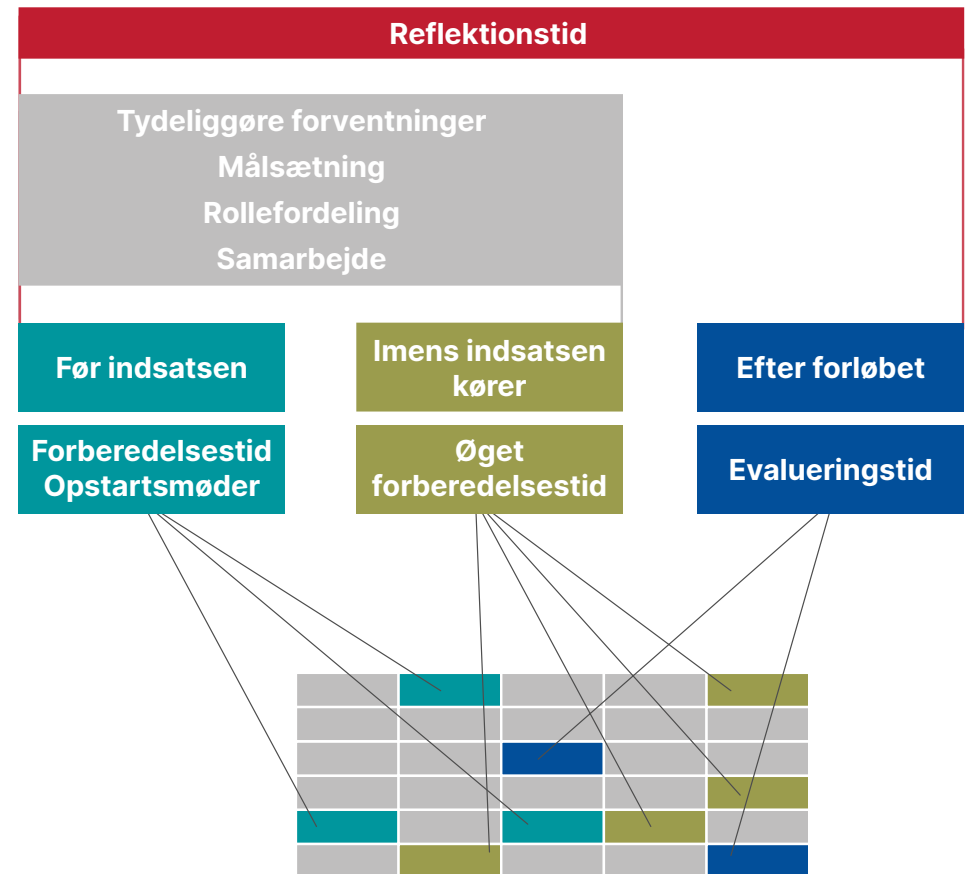 Reflektionstid
Tydeliggøre forventninger
Målsætning
Rollefordeling
Samarbejde
Før indsatsen
Imens indsatsen
kører
Efter forløbet
Forberedelsestid
Opstartsmøder
Øget
forberedelsestid
Evalueringstid